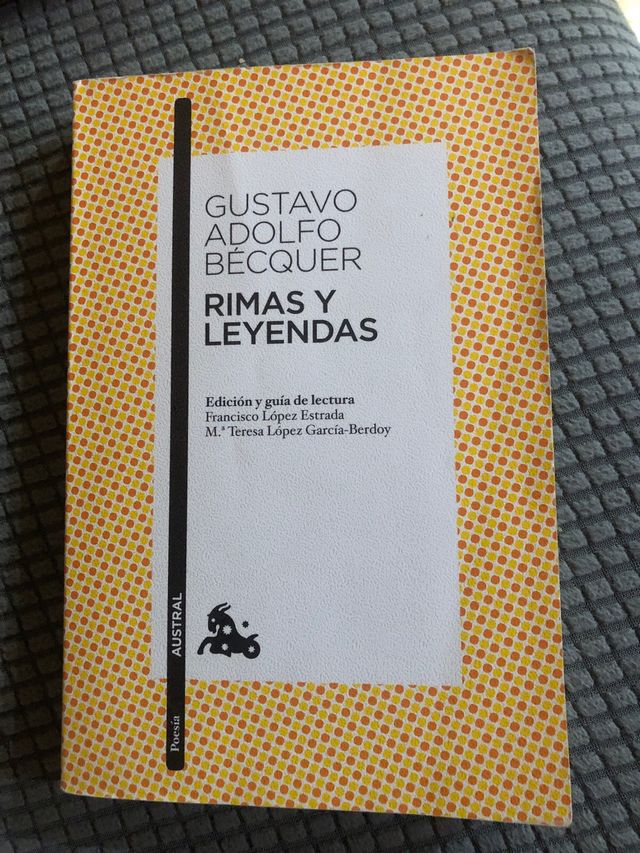 GUSTAVO
ADOLFO
BÉCQUER
RIMAS Y
LEYENDAS
Edición y guía de lectura
Francisco López Estrada
M.ª Teresa López García-Berdoy
AUSTRAL
Poesía